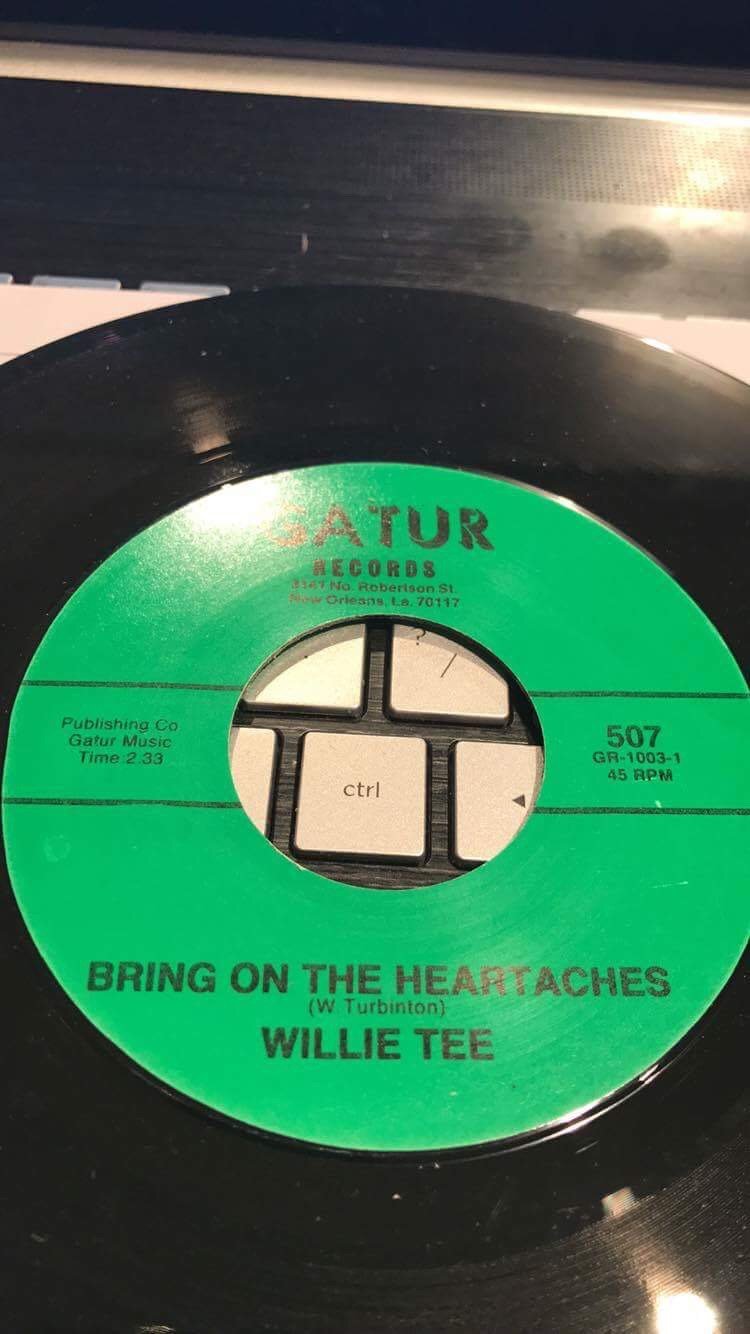 GATUR
RECORDS
3147 No. Robertson St.
New Orleans, La. 70117
? /
Publishing Co
Gatur Music
Time 2.33
507
GR-1003-1
45 RPM
ctrl
BRING ON THE HEARTACHES
(W. Turbinton)
WILLIE TEE